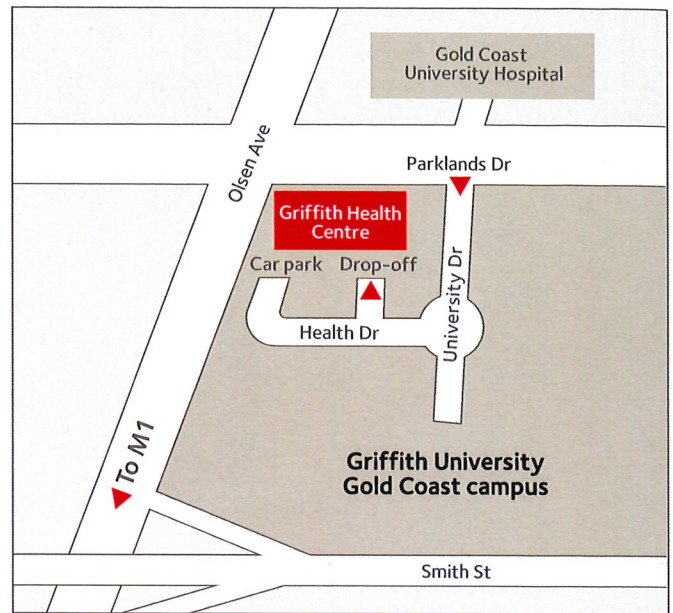 Gold Coast
University Hospital
Olsen Ave
Parklands Dr
Griffith Health
Centre
Car park
Drop-off
University Dr
Health Dr
To M1
Griffith University
Gold Coast campus
Smith St